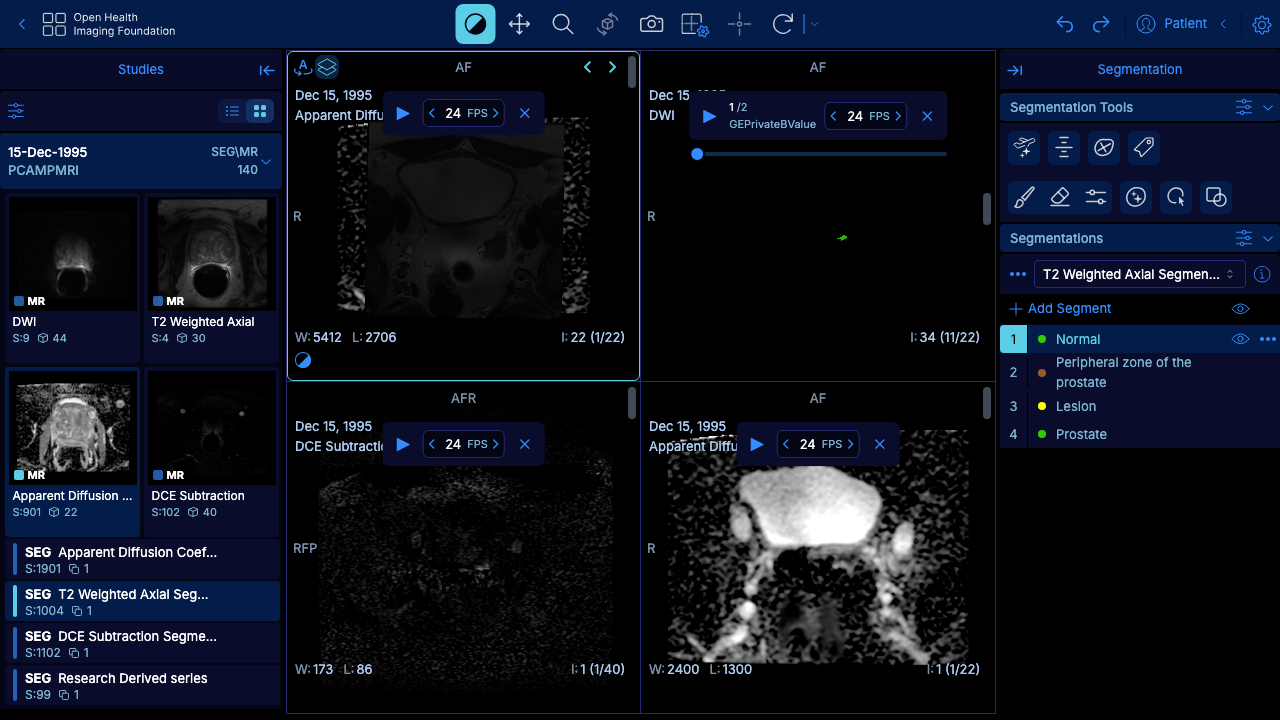 Open Health
Imaging Foundation
Patient
Studies
15-Dec-1995
SEG\MR
PCAMPMRI
140
MR
DWI
S:9 44
MR
T2 Weighted Axial
S:4 30
MR
Apparent Diffusion ...
S:901 22
MR
DCE Subtraction
S:102 40
SEG Apparent Diffusion Coef...
S:1901 1
SEG T2 Weighted Axial Seg...
S:1004 1
SEG DCE Subtraction Segme...
S:1102 1
SEG Research Derived series
S:99 1
A
AF
Dec 15, 1995
Apparent Diffu
24 FPS
R
W: 5412 L: 2706
I: 22 (1/22)
AF
Dec 15, 1995
DWI
1 /2
GEPrivateBValue
24 FPS
R
I: 34 (11/22)
AFR
Dec 15, 1995
DCE Subtractic
24 FPS
RFP
W: 173 L: 86
I: 1 (1/40)
AF
Dec 15, 1995
Apparent Diffu
24 FPS
R
W: 2400 L: 1300
I: 1 (1/22)
Segmentation
Segmentation Tools
Segmentations
T2 Weighted Axial Segmen...
Add Segment
1 Normal
2 Peripheral zone of the
prostate
3 Lesion
4 Prostate